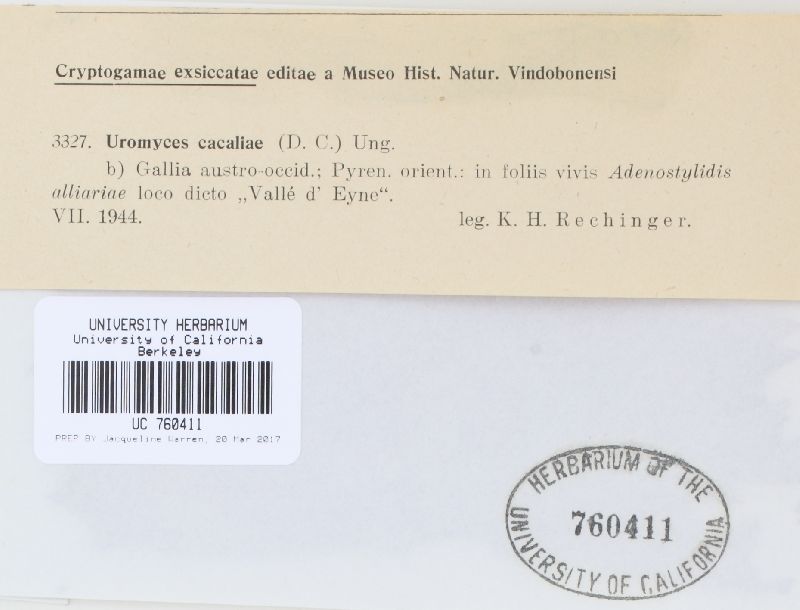 Cryptogamae exsiccatae editae a Museo Hist. Natur. Vindobonensi
3327. Uromyces cacaliae (D. C.) Ung.
b) Gallia austro-occid.; Pyren. orient.: in foliis vivis Adenostylidis
alliariae loco dicto „Vallé d' Eyne“.
VII. 1944. leg. K. H. Rechinger.
UNIVERSITY HERBARIUM
University of California
Berkeley
UC 760411
PREP BY Jacqueline Warren, 20 Mar 2017
HERBARIUM OF THE
760411
UNIVERSITY OF CALIFORNIA